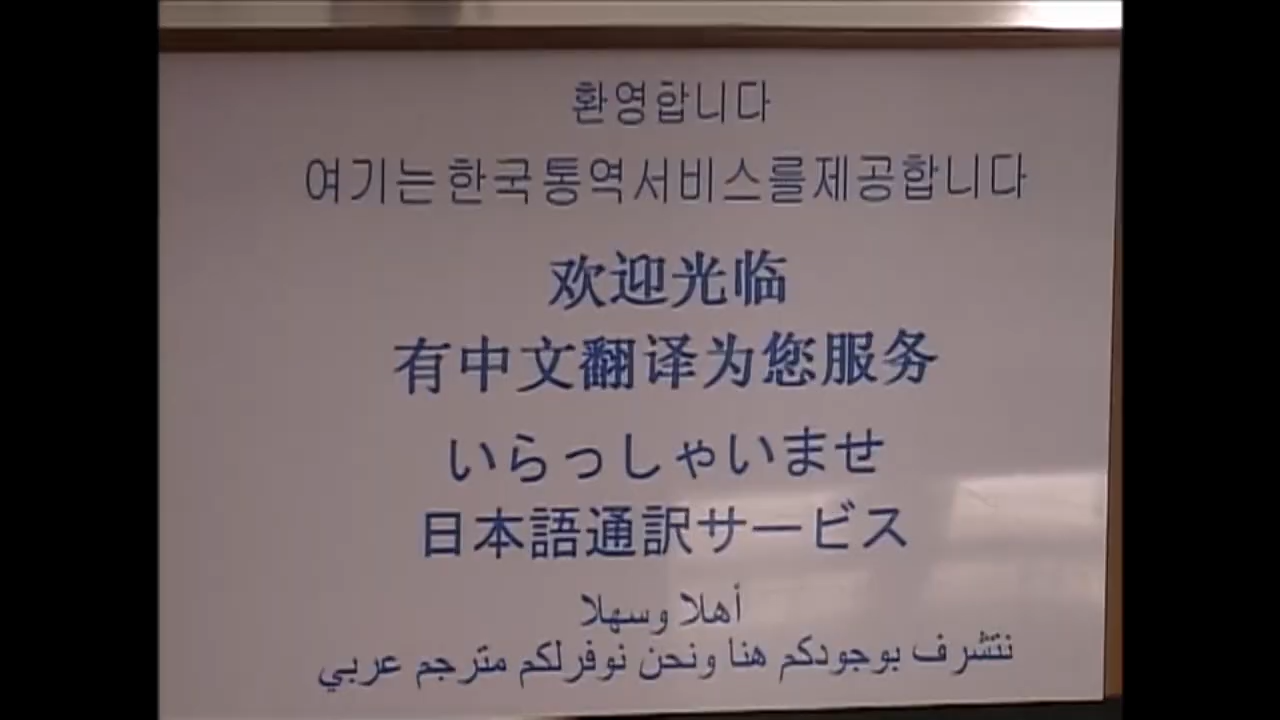 환영합니다
여기는한국통역서비스를제공합니다
欢迎光临
有中文翻译为您服务
いらっしゃいませ
日本語通訳サービス
أهلا وسهلا
نتشرف بوجودكم هنا ونحن نوفرلكم مترجم عربي